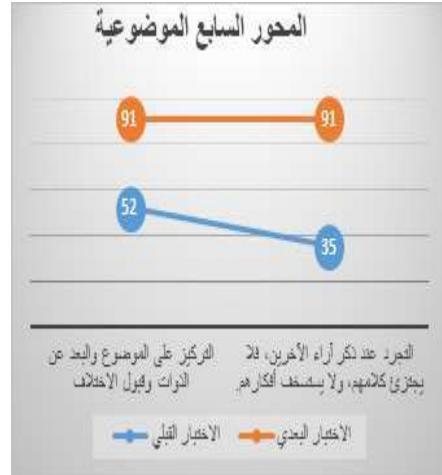 المحور السابع الموضوعية
91
91
52
35
التجرد عند ذكر آراء الآخرين، فلا
يجتزئ كلامهم، ولا يستخف أفكارهم.
التركيز على الموضوع والبعد عن
الذوات وقبول الاختلاف
الاختبار البعدي
الاختبار القبلي